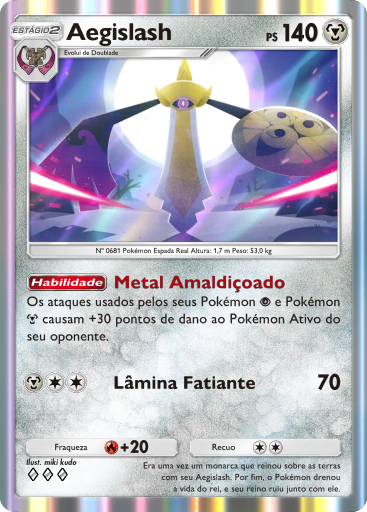 ESTÁGIO 2 Aegislash PS 140
Evolui de Doublade
Nº 0681 Pokémon Espada Real Altura: 1,7 m Peso: 53,0 kg
Habilidade Metal Amaldiçoado
Os ataques usados pelos seus Pokémon e Pokémon
causam +30 pontos de dano ao Pokémon Ativo do
seu oponente.
Lâmina Fatiante 70
Fraqueza +20 Recuo
Ilust. miki kudo
Era uma vez um monarca que reinou sobre as terras
com seu Aegislash. Por fim, o Pokémon drenou
a vida do rei, e seu reino ruiu junto com ele.